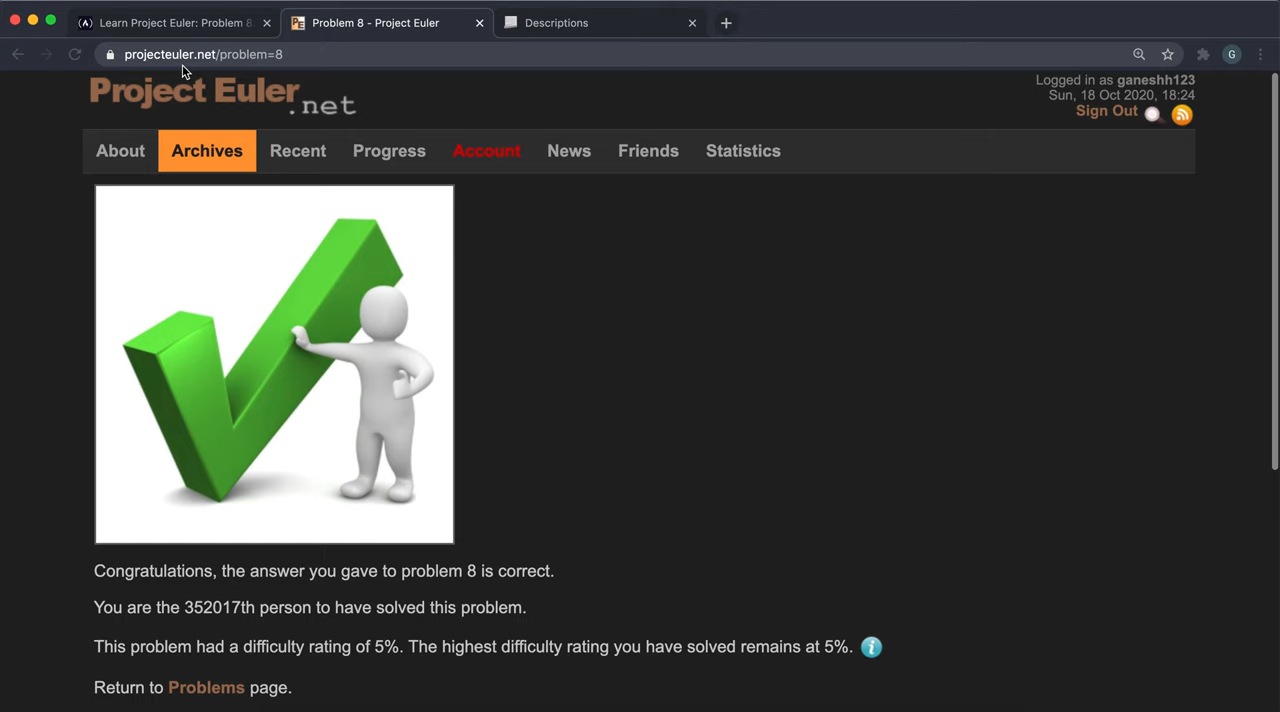 Learn Project Euler: Problem 8
Problem 8 - Project Euler
Descriptions
projecteuler.net/problem=8
G
Project Euler
.net
Logged in as ganeshh123
Sun, 18 Oct 2020, 18:24
Sign Out
About Archives Recent Progress Account News Friends Statistics
Congratulations, the answer you gave to problem 8 is correct.
You are the 352017th person to have solved this problem.
This problem had a difficulty rating of 5%. The highest difficulty rating you have solved remains at 5%.
Return to Problems page.